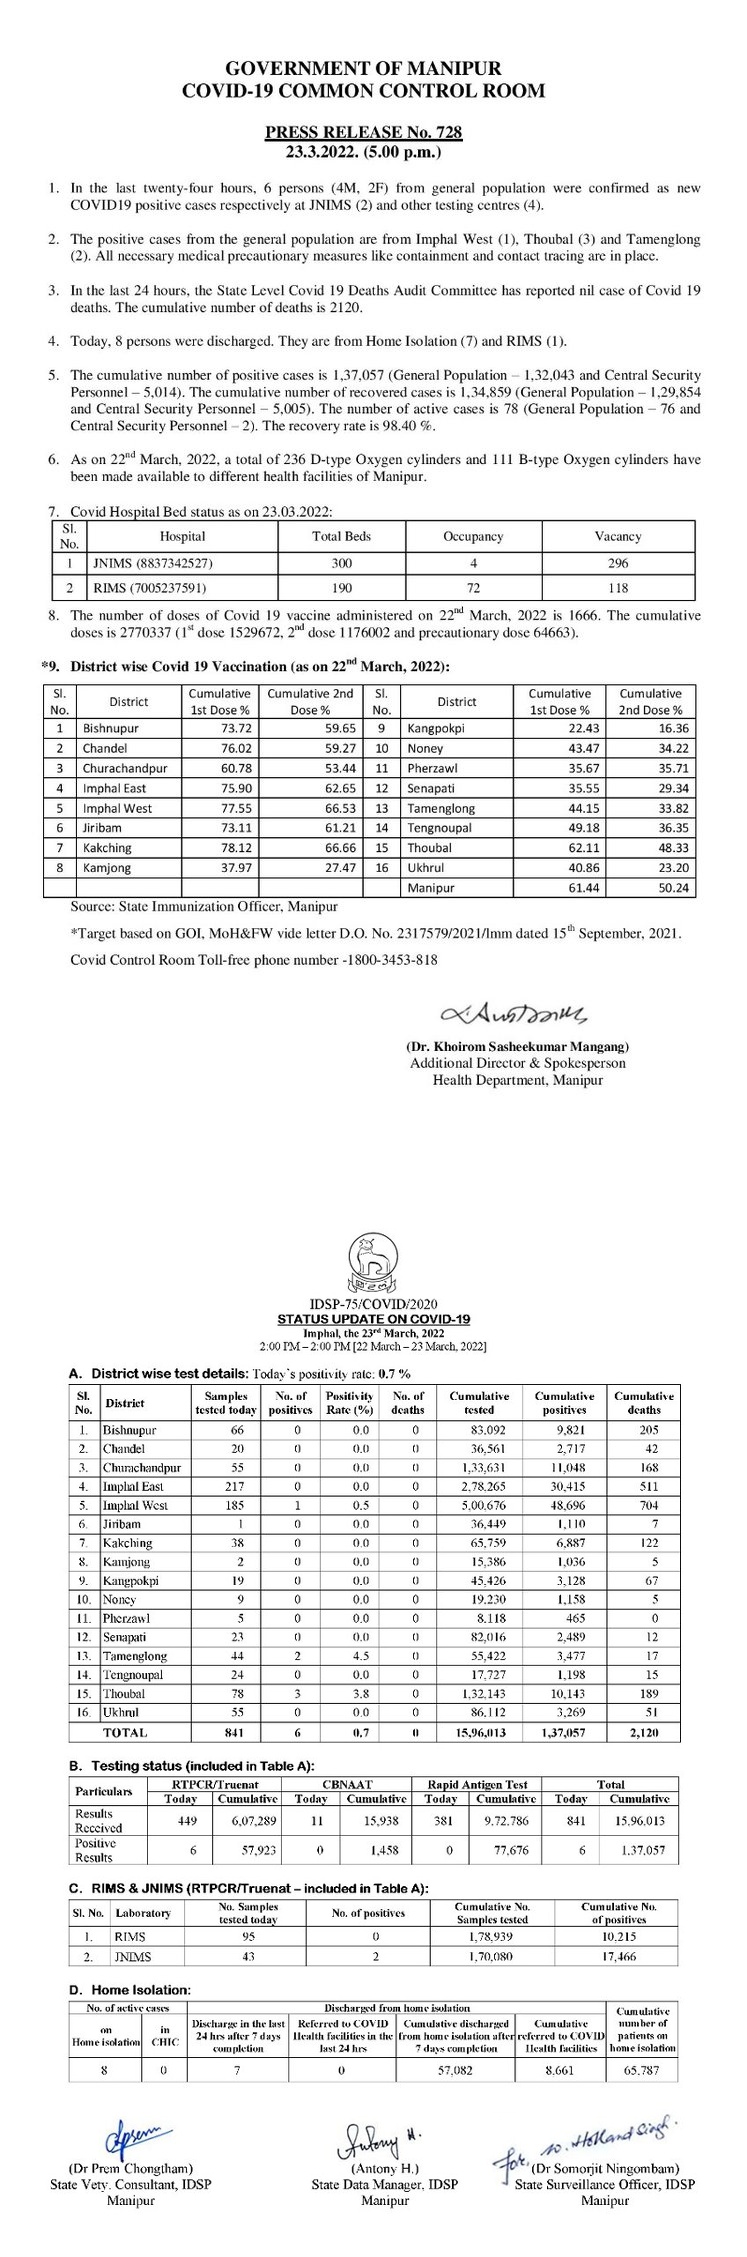 GOVERNMENT OF MANIPUR
COVID-19 COMMON CONTROL ROOM
PRESS RELEASE No. 728
23.3.2022. (5.00 p.m.)
1. In the last twenty-four hours, 6 persons (4M, 2F) from general population were confirmed as new
COVID19 positive cases respectively at JNIMS (2) and other testing centres (4).
2. The positive cases from the general population are from Imphal West (1), Thoubal (3) and Tamenglong
(2). All necessary medical precautionary measures like containment and contact tracing are in place.
3. In the last 24 hours, the State Level Covid 19 Deaths Audit Committee has reported nil case of Covid 19
deaths. The cumulative number of deaths is 2120.
4. Today, 8 persons were discharged. They are from Home Isolation (7) and RIMS (1).
5. The cumulative number of positive cases is 1,37,057 (General Population – 1,32,043 and Central Security
Personnel – 5,014). The cumulative number of recovered cases is 1,34,859 (General Population – 1,29,854
and Central Security Personnel – 5,005). The number of active cases is 78 (General Population – 76 and
Central Security Personnel – 2). The recovery rate is 98.40 %.
6. As on 22nd March, 2022, a total of 236 D-type Oxygen cylinders and 111 B-type Oxygen cylinders have
been made available to different health facilities of Manipur.
7. Covid Hospital Bed status as on 23.03.2022:
Sl. No. Hospital Total Beds Occupancy Vacancy
1 JNIMS (8837342527) 300 4 296
2 RIMS (7005237591) 190 72 118
8. The number of doses of Covid 19 vaccine administered on 22nd March, 2022 is 1666. The cumulative
doses is 2770337 (1st dose 1529672, 2nd dose 1176002 and precautionary dose 64663).
*9. District wise Covid 19 Vaccination (as on 22nd March, 2022):
Sl. No. District Cumulative 1st Dose % Cumulative 2nd Dose % Sl. No. District Cumulative 1st Dose % Cumulative 2nd Dose %
1 Bishnupur 73.72 59.65 9 Kangpokpi 22.43 16.36
2 Chandel 76.02 59.27 10 Noney 43.47 34.22
3 Churachandpur 60.78 53.44 11 Pherzawl 35.67 35.71
4 Imphal East 75.90 62.65 12 Senapati 35.55 29.34
5 Imphal West 77.55 66.53 13 Tamenglong 44.15 33.82
6 Jiribam 73.11 61.21 14 Tengnoupal 49.18 36.35
7 Kakching 78.12 66.66 15 Thoubal 62.11 48.33
8 Kamjong 37.97 27.47 16 Ukhrul 40.86 23.20
Manipur 61.44 50.24
Source: State Immunization Officer, Manipur
*Target based on GOI, MoH&FW vide letter D.O. No. 2317579/2021/Imm dated 15th September, 2021.
Covid Control Room Toll-free phone number -1800-3453-818
(Dr. Khoirom Sasheekumar Mangang)
Additional Director & Spokesperson
Health Department, Manipur
IDSP-75/COVID/2020
STATUS UPDATE ON COVID-19
Imphal, the 23rd March, 2022
2:00 PM – 2:00 PM [22 March – 23 March, 2022]
A. District wise test details: Today's positivity rate: 0.7 %
Sl. No. District Samples tested today No. of positives Positivity Rate (%) No. of deaths Cumulative tested Cumulative positives Cumulative deaths
1. Bishnupur 66 0 0.0 0 83,092 9,821 205
2. Chandel 20 0 0.0 0 36,561 2,717 42
3. Churachandpur 55 0 0.0 0 1,33,631 11,048 168
4. Imphal East 217 0 0.0 0 2,78,265 30,415 511
5. Imphal West 185 1 0.5 0 5,00,676 48,696 704
6. Jiribam 1 0 0.0 0 36,449 1,110 7
7. Kakching 38 0 0.0 0 65,759 6,887 122
8. Kamjong 2 0 0.0 0 15,386 1,036 5
9. Kangpokpi 19 0 0.0 0 45,426 3,128 67
10. Noney 9 0 0.0 0 19,230 1,158 5
11. Pherzawl 5 0 0.0 0 8,118 465 0
12. Senapati 23 0 0.0 0 82,016 2,489 12
13. Tamenglong 44 2 4.5 0 55,422 3,477 17
14. Tengnoupal 24 0 0.0 0 17,727 1,198 15
15. Thoubal 78 3 3.8 0 1,32,143 10,143 189
16. Ukhrul 55 0 0.0 0 86,112 3,269 51
TOTAL 841 6 0.7 0 15,96,013 1,37,057 2,120
B. Testing status (included in Table A):
Particulars RTPCR/Truenat CBNAAT Rapid Antigen Test Total
Today Cumulative Today Cumulative Today Cumulative Today Cumulative
Results Received 449 6,07,289 11 15,938 381 9,72,786 841 15,96,013
Positive Results 6 57,923 0 1,458 0 77,676 6 1,37,057
C. RIMS & JNIMS (RTPCR/Truenat – included in Table A):
Sl. No. Laboratory No. Samples tested today No. of positives Cumulative No. Samples tested Cumulative No. of positives
1. RIMS 95 0 1,78,939 10,215
2. JNIMS 43 2 1,70,080 17,466
D. Home Isolation:
No. of active cases Discharged from home isolation Cumulative number of patients on home isolation
on Home isolation in CHIC Discharge in the last 24 hrs after 7 days completion Referred to COVID Health facilities in the last 24 hrs Cumulative discharged from home isolation after 7 days completion Cumulative referred to COVID Health facilities
8 0 7 0 57,082 8,661 65,787
Antony H. for, W. Holland Singh
(Dr Prem Chongtham) (Antony H.) (Dr Somorjit Ningombam)
State Vety. Consultant, IDSP State Data Manager, IDSP State Surveillance Officer, IDSP
Manipur Manipur Manipur